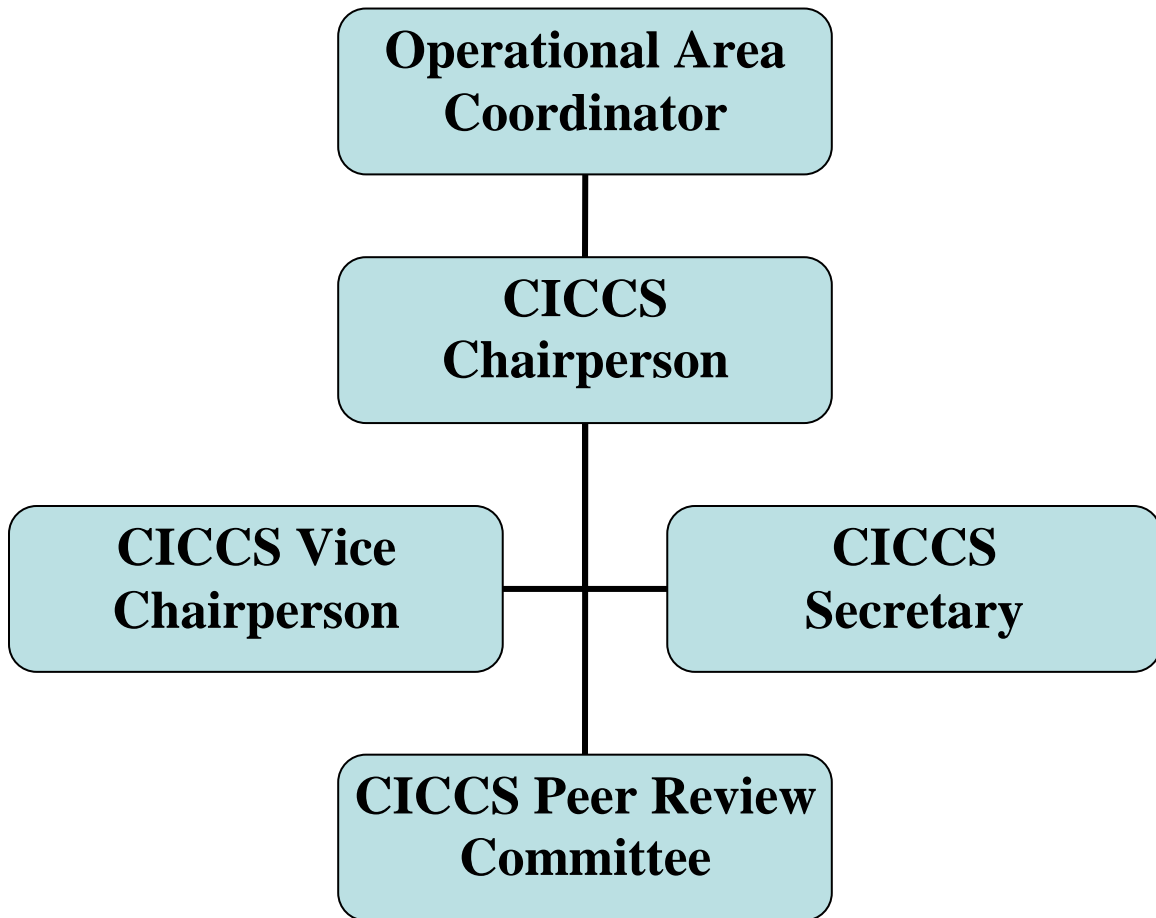 Operational Area
Coordinator
CICCS
Chairperson
CICCS Vice
Chairperson
CICCS
Secretary
CICCS Peer Review
Committee